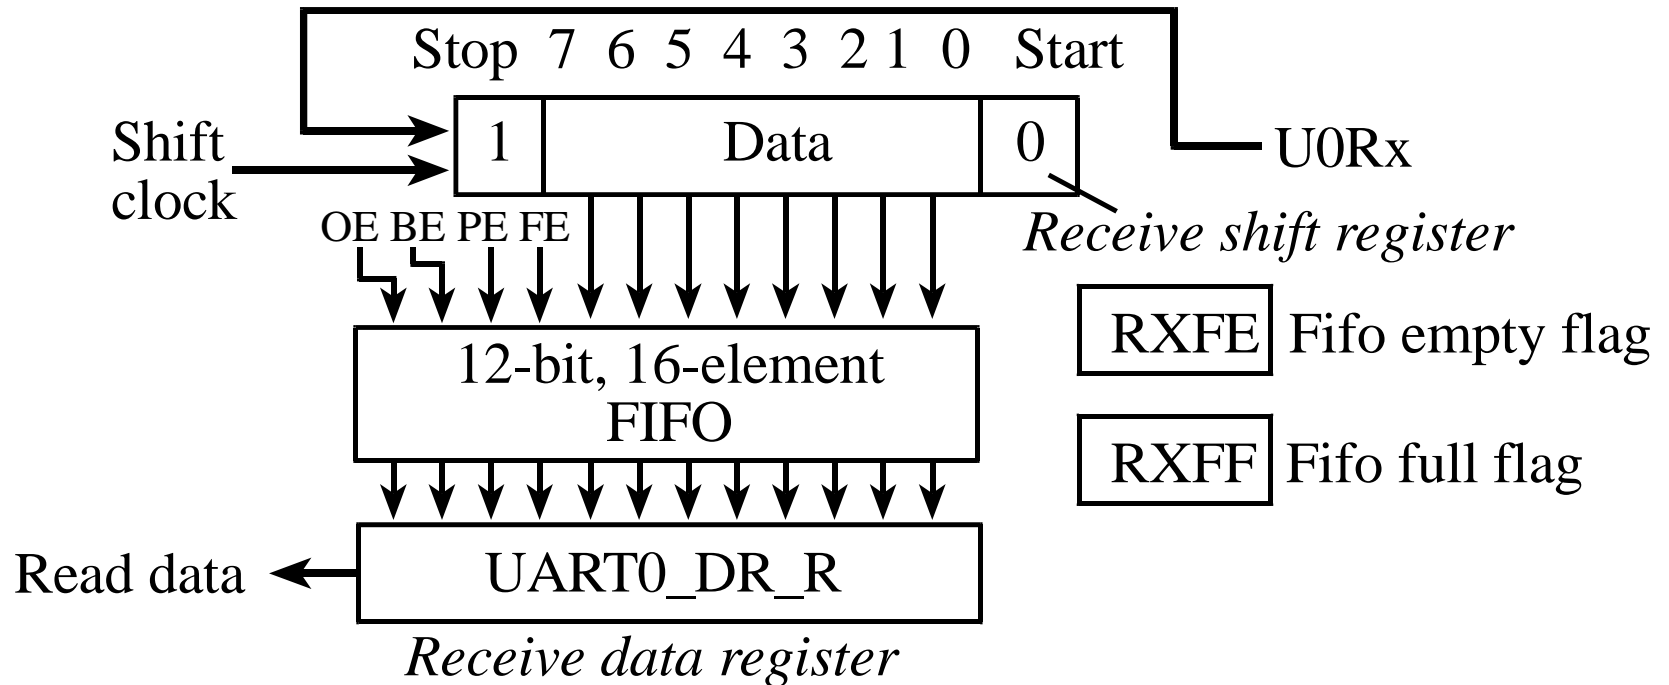 Stop 7 6 5 4 3 2 1 0 Start
Shift
clock
1 Data 0
U0Rx
OE BE PE FE
Receive shift register
12-bit, 16-element
FIFO
RXFE Fifo empty flag
RXFF Fifo full flag
Read data
UART0_DR_R
Receive data register